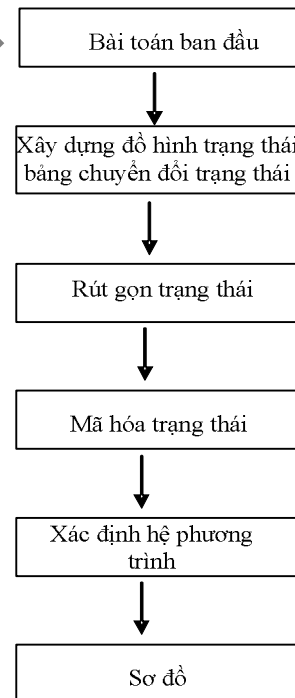 Bài toán ban đầu
Xây dựng đồ hình trạng thái
bảng chuyển đổi trạng thái
Rút gọn trạng thái
Mã hóa trạng thái
Xác định hệ phương
trình
Sơ đồ